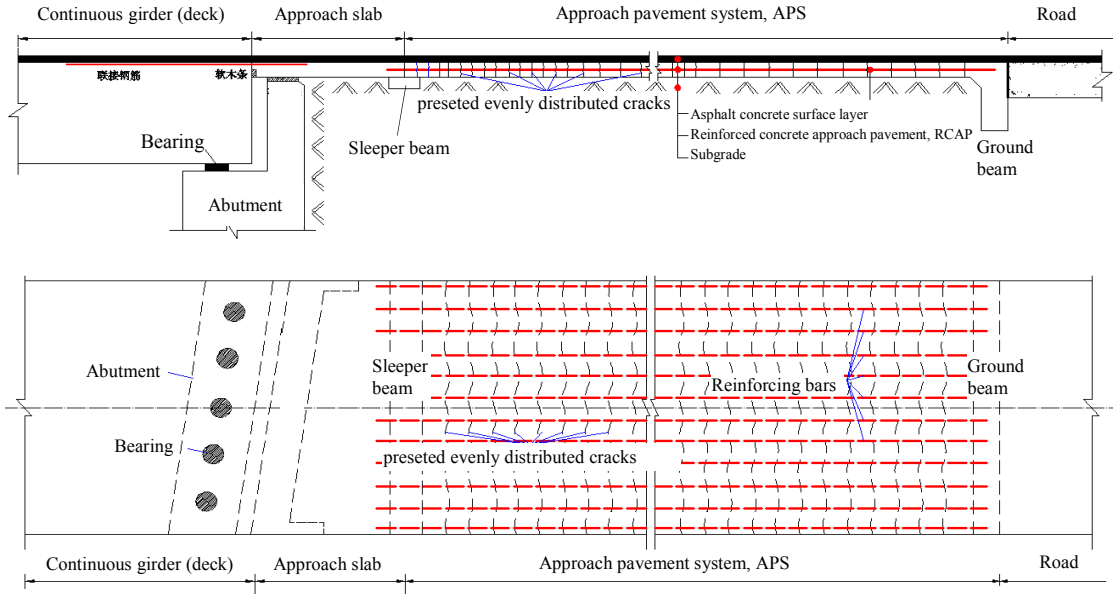 Continuous girder (deck)
Approach slab
Approach pavement system, APS
Road
联接钢筋
软木条
preseted evenly distributed cracks
Asphalt concrete surface layer
Reinforced concrete approach pavement, RCAP
Subgrade
Bearing
Sleeper beam
Ground
beam
Abutment
Abutment
Sleeper
beam
Reinforcing bars
Ground
beam
Bearing
preseted evenly distributed cracks
Continuous girder (deck)
Approach slab
Approach pavement system, APS
Road